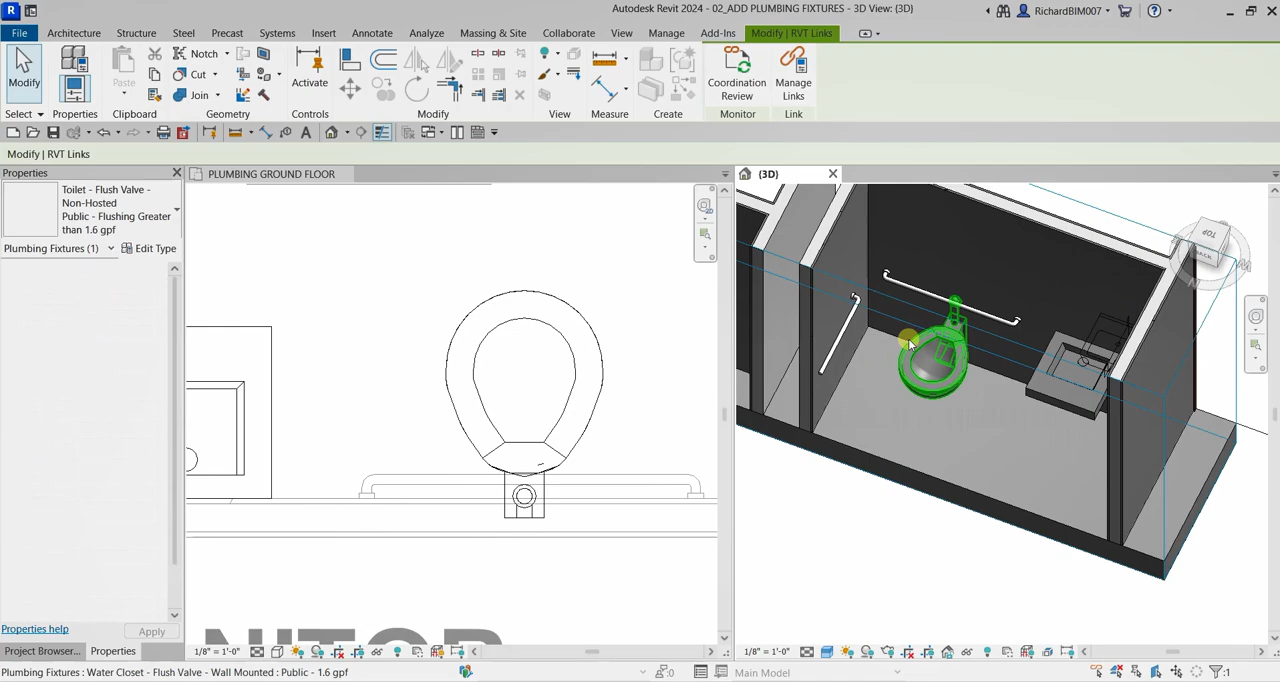 R
Autodesk Revit 2024 - 02_ADD PLUMBING FIXTURES - 3D View: {3D}
RichardBIM007
File Architecture Structure Steel Precast Systems Insert Annotate Analyze Massing & Site Collaborate View Manage Add-Ins Modify | RVT Links
Modify
Paste
Notch
Cut
Join
Activate
Coordination Review
Manage Links
Select Properties Clipboard Geometry Controls Modify View Measure Create Monitor Link
Modify | RVT Links
Properties
PLUMBING GROUND FLOOR
{3D}
Toilet - Flush Valve -
Non-Hosted
Public - Flushing Greater
than 1.6 gpf
Plumbing Fixtures (1) Edit Type
TOP
BACK
Properties help
Apply
Project Browser... Properties
1/8" = 1'-0"
1/8" = 1'-0"
Plumbing Fixtures : Water Closet - Flush Valve - Wall Mounted : Public - 1.6 gpf
:0
Main Model
:1